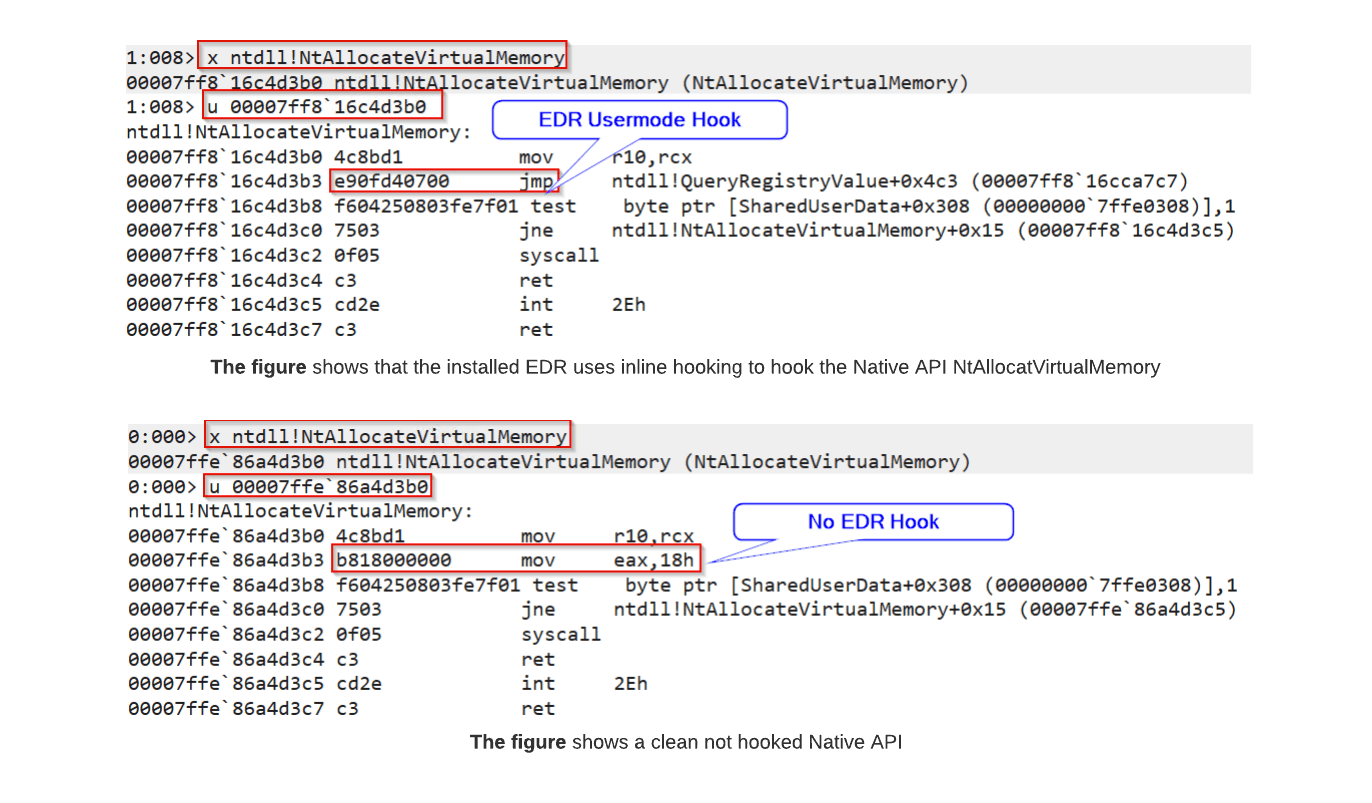 1:008> x ntdll!NtAllocateVirtualMemory
00007ff8`16c4d3b0 ntdll!NtAllocateVirtualMemory (NtAllocateVirtualMemory)
1:008> u 00007ff8`16c4d3b0
EDR Usermode Hook
ntdll!NtAllocateVirtualMemory:
00007ff8`16c4d3b0 4c8bd1 mov r10,rcx
00007ff8`16c4d3b3 e90fd40700 jmp ntdll!QueryRegistryValue+0x4c3 (00007ff8`16cca7c7)
00007ff8`16c4d3b8 f604250803fe7f01 test byte ptr [SharedUserData+0x308 (00000000`7ffe0308)],1
00007ff8`16c4d3c0 7503 jne ntdll!NtAllocateVirtualMemory+0x15 (00007ff8`16c4d3c5)
00007ff8`16c4d3c2 0f05 syscall
00007ff8`16c4d3c4 c3 ret
00007ff8`16c4d3c5 cd2e int 2Eh
00007ff8`16c4d3c7 c3 ret
The figure shows that the installed EDR uses inline hooking to hook the Native API NtAllocatVirtualMemory
0:000> x ntdll!NtAllocateVirtualMemory
00007ffe`86a4d3b0 ntdll!NtAllocateVirtualMemory (NtAllocateVirtualMemory)
0:000> u 00007ffe`86a4d3b0
ntdll!NtAllocateVirtualMemory:
No EDR Hook
00007ffe`86a4d3b0 4c8bd1 mov r10,rcx
00007ffe`86a4d3b3 b818000000 mov eax,18h
00007ffe`86a4d3b8 f604250803fe7f01 test byte ptr [SharedUserData+0x308 (00000000`7ffe0308)],1
00007ffe`86a4d3c0 7503 jne ntdll!NtAllocateVirtualMemory+0x15 (00007ffe`86a4d3c5)
00007ffe`86a4d3c2 0f05 syscall
00007ffe`86a4d3c4 c3 ret
00007ffe`86a4d3c5 cd2e int 2Eh
00007ffe`86a4d3c7 c3 ret
The figure shows a clean not hooked Native API